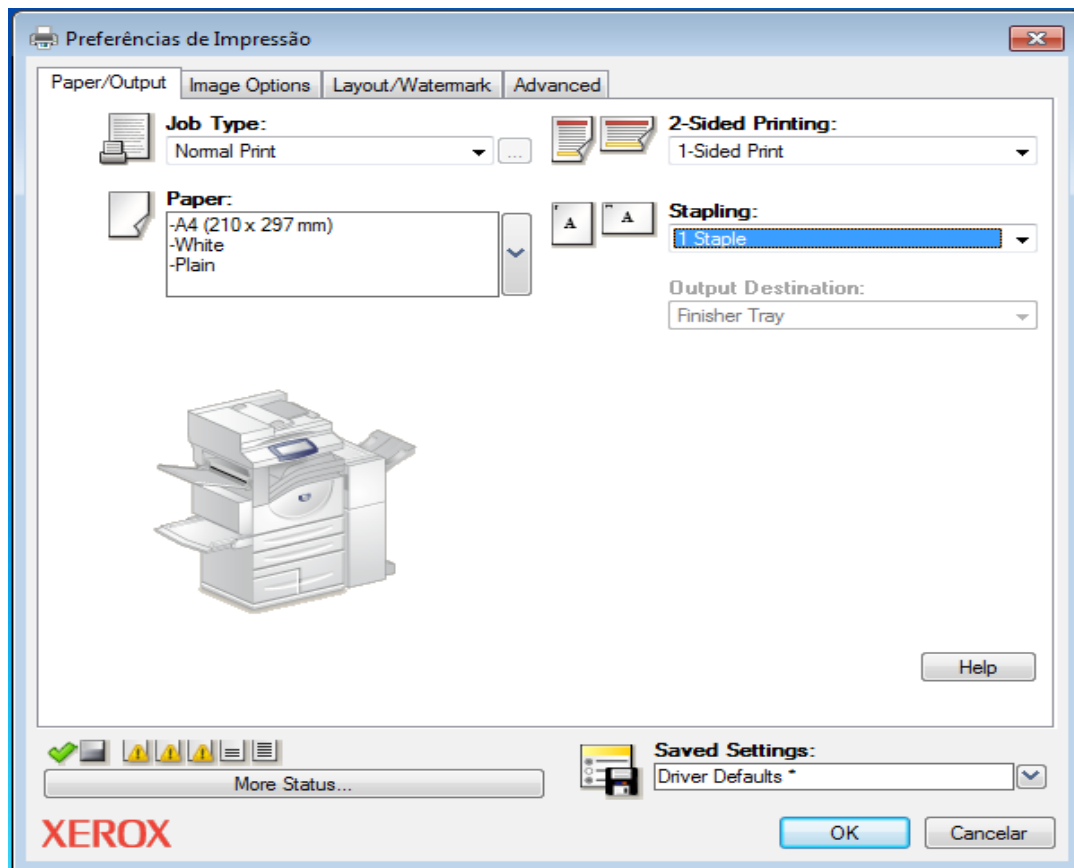 Preferências de Impressão
Paper/Output Image Options Layout/Watermark Advanced
Job Type:
Normal Print
...
2-Sided Printing:
1-Sided Print
Paper:
-A4 (210 x 297 mm)
-White
-Plain
A
A
Stapling:
1 Staple
Output Destination:
Finisher Tray
Help
More Status...
Saved Settings:
Driver Defaults *
XEROX
OK
Cancelar